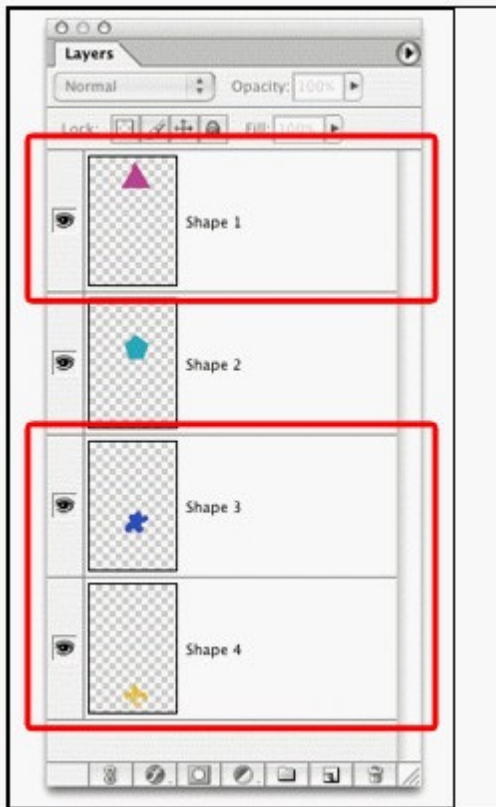 Layers
Normal Opacity: 100%
Lock: Fill: 100%
Shape 1
Shape 2
Shape 3
Shape 4